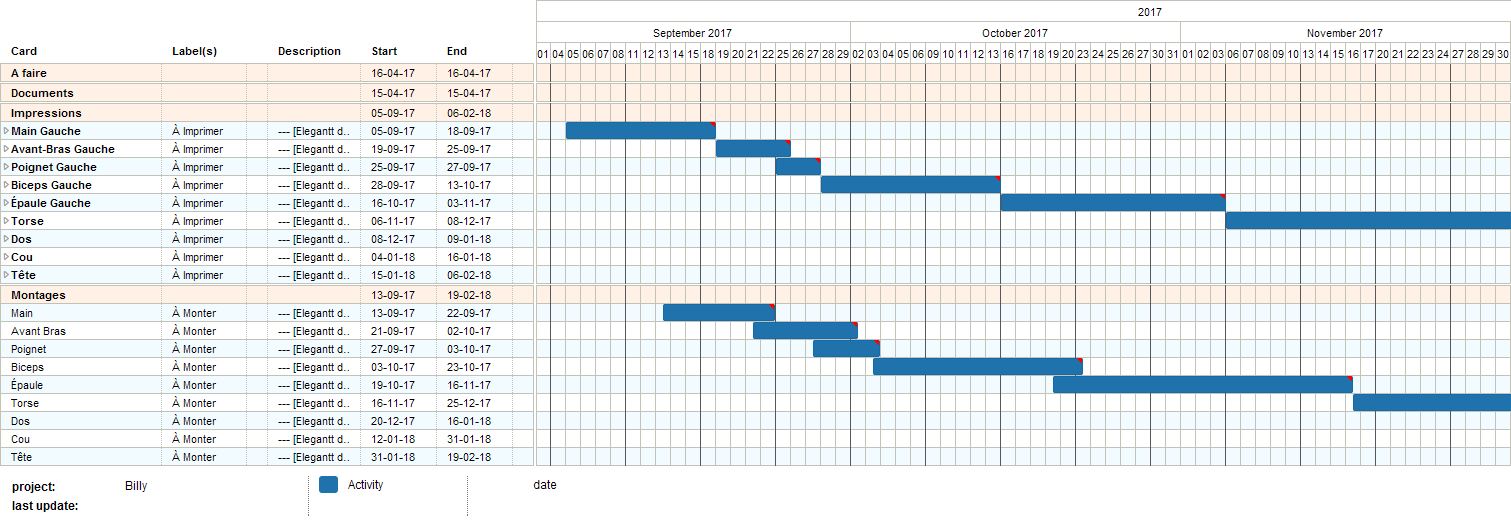 2017
September 2017 October 2017 November 2017
Card Label(s) Description Start End 01 04 05 06 07 08 11 12 13 14 15 18 19 20 21 22 25 26 27 28 29 02 03 04 05 06 09 10 11 12 13 16 17 18 19 20 23 24 25 26 27 30 31 01 02 03 06 07 08 09 10 13 14 15 16 17 20 21 22 23 24 27 28 29 30
A faire 16-04-17 16-04-17
Documents 15-04-17 15-04-17
Impressions 05-09-17 06-02-18
Main Gauche À Imprimer --- [Elegantt d.. 05-09-17 18-09-17
Avant-Bras Gauche À Imprimer --- [Elegantt d.. 19-09-17 25-09-17
Poignet Gauche À Imprimer --- [Elegantt d.. 25-09-17 27-09-17
Biceps Gauche À Imprimer --- [Elegantt d.. 28-09-17 13-10-17
Épaule Gauche À Imprimer --- [Elegantt d.. 16-10-17 03-11-17
Torse À Imprimer --- [Elegantt d.. 06-11-17 08-12-17
Dos À Imprimer --- [Elegantt d.. 08-12-17 09-01-18
Cou À Imprimer --- [Elegantt d.. 04-01-18 16-01-18
Tête À Imprimer --- [Elegantt d.. 15-01-18 06-02-18
Montages 13-09-17 19-02-18
Main À Monter --- [Elegantt d.. 13-09-17 22-09-17
Avant Bras À Monter --- [Elegantt d.. 21-09-17 02-10-17
Poignet À Monter --- [Elegantt d.. 27-09-17 03-10-17
Biceps À Monter --- [Elegantt d.. 03-10-17 23-10-17
Épaule À Monter --- [Elegantt d.. 19-10-17 16-11-17
Torse À Monter --- [Elegantt d.. 16-11-17 25-12-17
Dos À Monter --- [Elegantt d.. 20-12-17 16-01-18
Cou À Monter --- [Elegantt d.. 12-01-18 31-01-18
Tête À Monter --- [Elegantt d.. 31-01-18 19-02-18
project: Billy Activity date
last update: